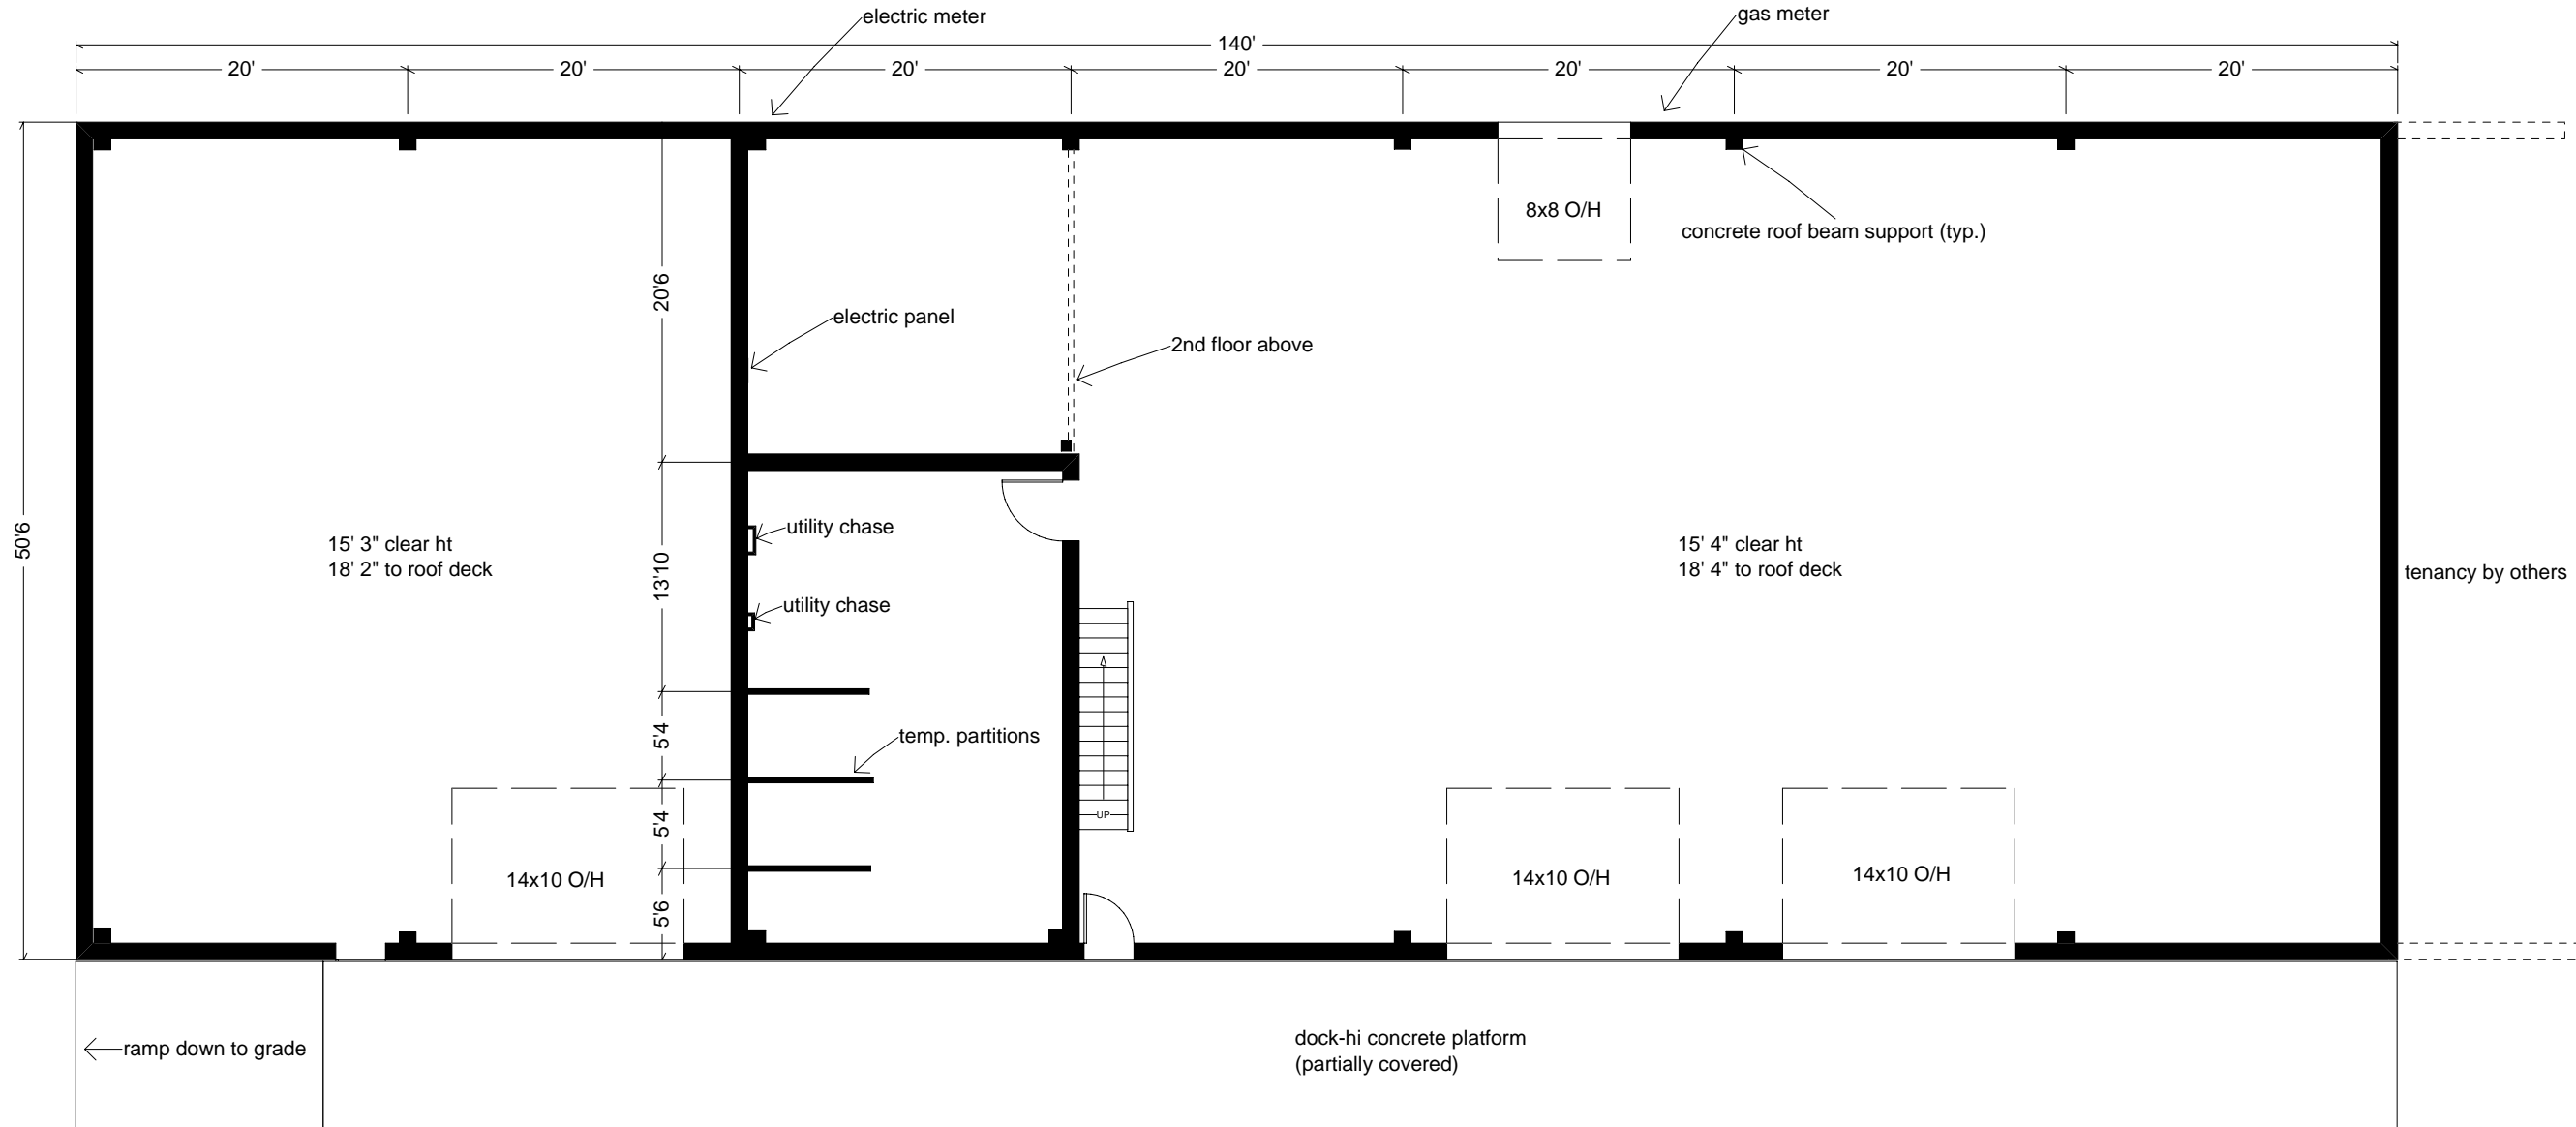 electric meter
gas meter
140'
20'
20'
20'
20'
20'
20'
20'
8x8 O/H
concrete roof beam support (typ.)
20'6
electric panel
2nd floor above
50'6
15' 3" clear ht
18' 2" to roof deck
13'10
utility chase
utility chase
15' 4" clear ht
18' 4" to roof deck
tenancy by others
5'4
temp. partitions
5'4
UP
14x10 O/H
14x10 O/H
14x10 O/H
5'6
ramp down to grade
dock-hi concrete platform
(partially covered)